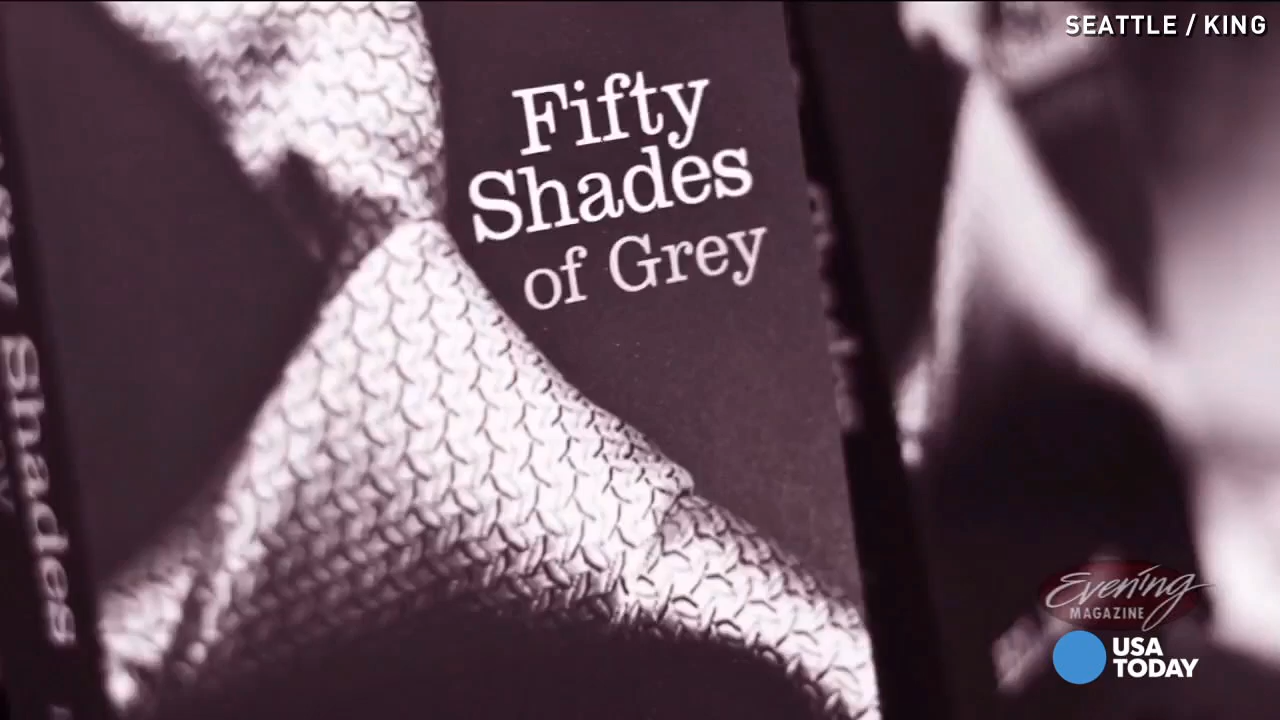 SEATTLE / KING
Fifty
Shades
of Grey
Shades
Evening
MAGAZINE
USA
TODAY